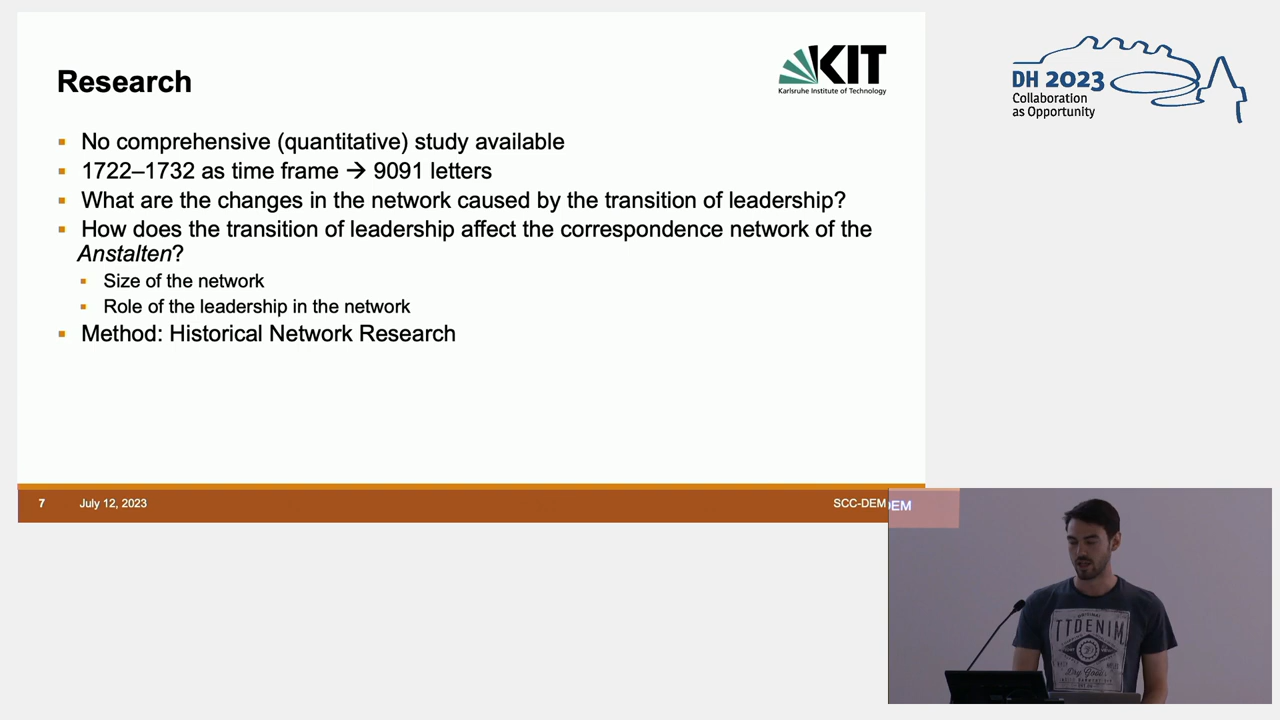 Research
KIT
Karlsruhe Institute of Technology
DH 2023
Collaboration
as Opportunity
▪ No comprehensive (quantitative) study available
▪ 1722–1732 as time frame → 9091 letters
▪ What are the changes in the network caused by the transition of leadership?
▪ How does the transition of leadership affect the correspondence network of the
Anstalten?
▪ Size of the network
▪ Role of the leadership in the network
▪ Method: Historical Network Research
7 July 12, 2023 SCC-DEM
EM
TTDENIM
Dry Goods